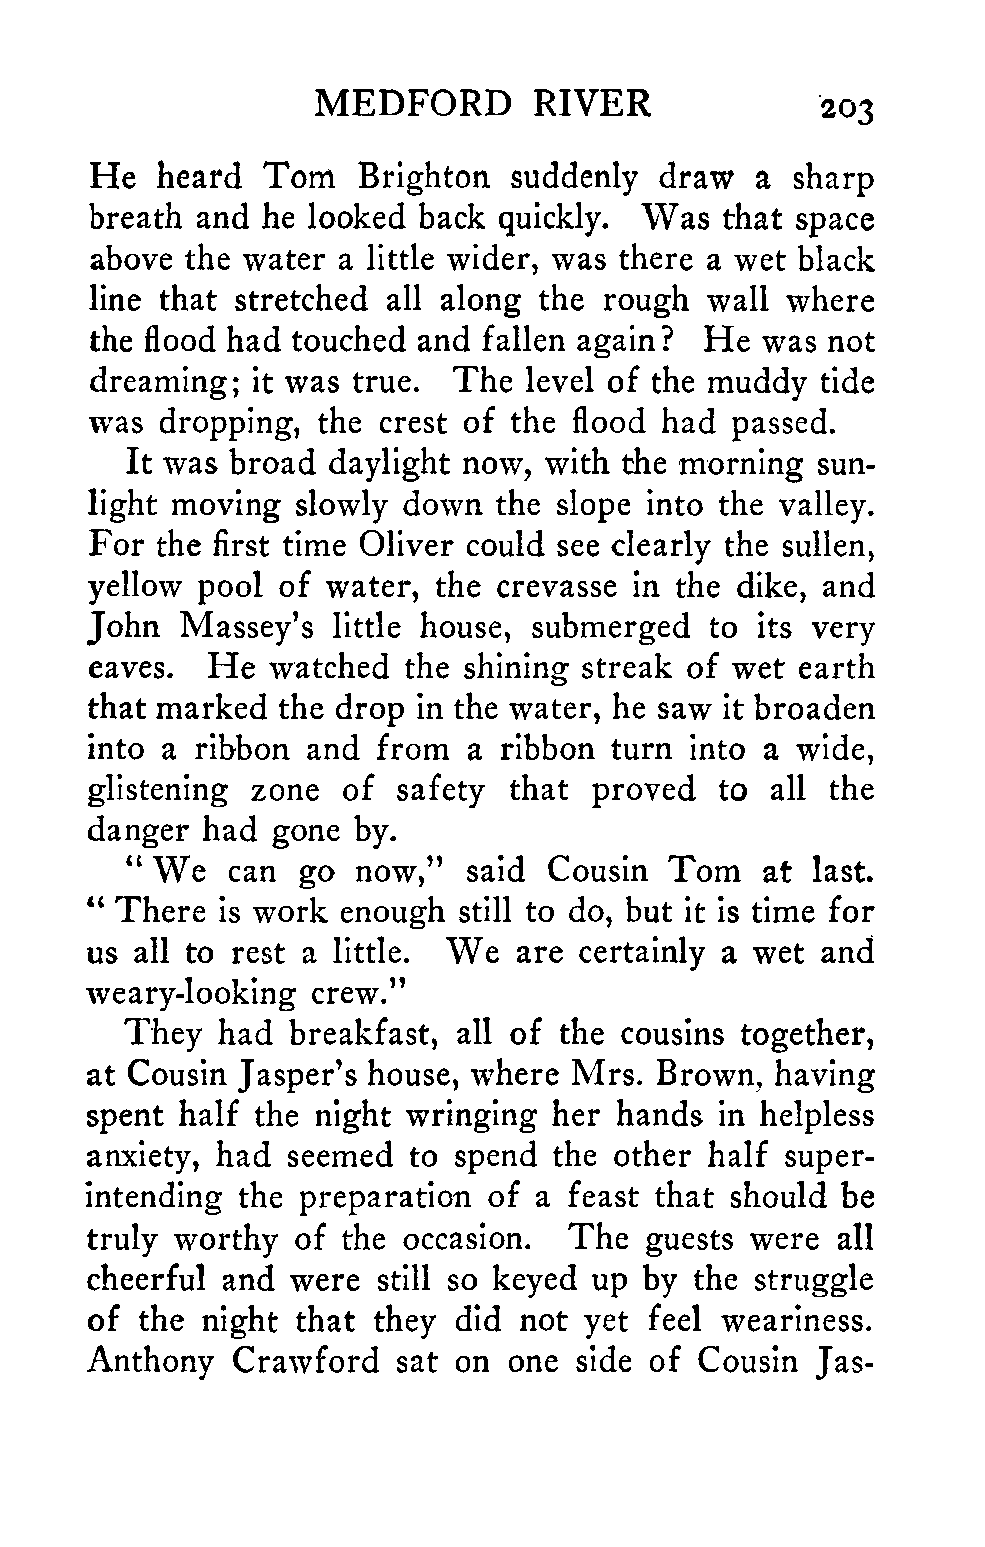 MEDFORD RIVER 203
He heard Tom Brighton suddenly draw a sharp
breath and he looked back quickly. Was that space
above the water a little wider, was there a wet black
line that stretched all along the rough wall where
the flood had touched and fallen again? He was not
dreaming; it was true. The level of the muddy tide
was dropping, the crest of the flood had passed.
It was broad daylight now, with the morning sun-
light moving slowly down the slope into the valley.
For the first time Oliver could see clearly the sullen,
yellow pool of water, the crevasse in the dike, and
John Massey's little house, submerged to its very
eaves. He watched the shining streak of wet earth
that marked the drop in the water, he saw it broaden
into a ribbon and from a ribbon turn into a wide,
glistening zone of safety that proved to all the
danger had gone by.
"We can go now," said Cousin Tom at last.
"There is work enough still to do, but it is time for
us all to rest a little. We are certainly a wet and
weary-looking crew."
They had breakfast, all of the cousins together,
at Cousin Jasper's house, where Mrs. Brown, having
spent half the night wringing her hands in helpless
anxiety, had seemed to spend the other half super-
intending the preparation of a feast that should be
truly worthy of the occasion. The guests were all
cheerful and were still so keyed up by the struggle
of the night that they did not yet feel weariness.
Anthony Crawford sat on one side of Cousin Jas-